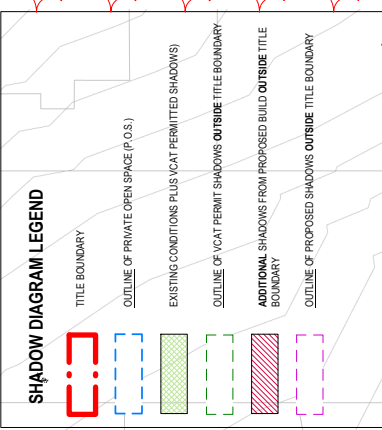 SHADOW DIAGRAM LEGEND
TITLE BOUNDARY
OUTLINE OF PRIVATE OPEN SPACE (P.O.S.)
EXISTING CONDITIONS PLUS VCAT PERMITTED SHADOWS)
OUTLINE OF VCAT PERMIT SHADOWS OUTSIDE TITLE BOUNDARY
ADDITIONAL SHADOWS FROM PROPOSED BUILD OUTSIDE TITLE
BOUNDARY
OUTLINE OF PROPOSED SHADOWS OUTSIDE TITLE BOUNDARY